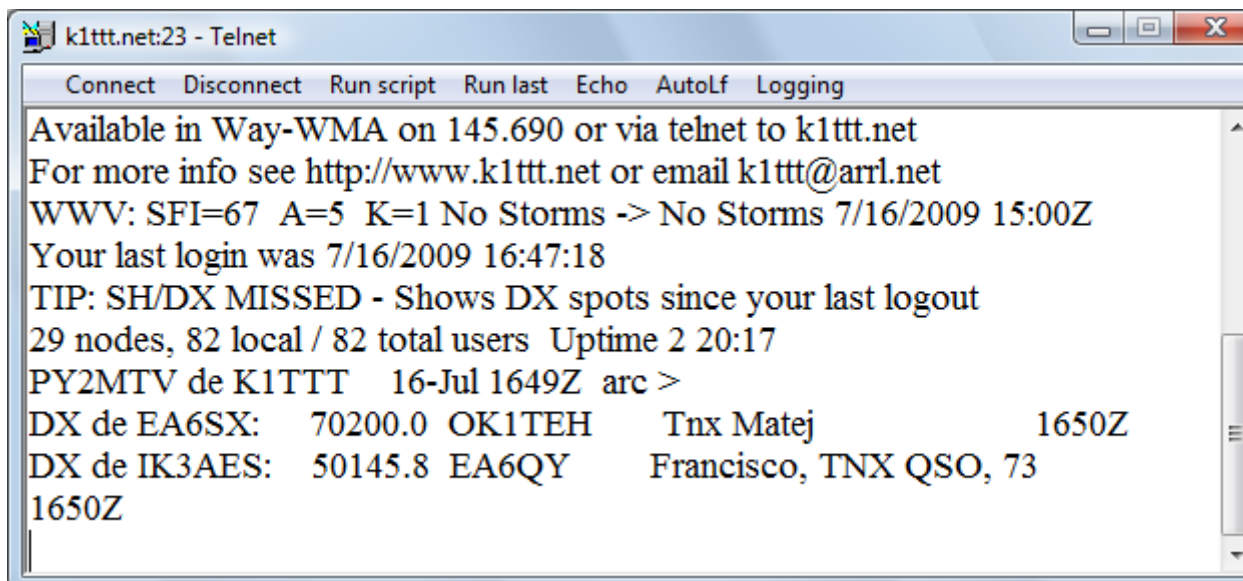 k1ttt.net:23 - Telnet
Connect Disconnect Run script Run last Echo AutoLf Logging
Available in Way-WMA on 145.690 or via telnet to k1ttt.net
For more info see http://www.k1ttt.net or email k1ttt@arrl.net
WWV: SFI=67 A=5 K=1 No Storms -> No Storms 7/16/2009 15:00Z
Your last login was 7/16/2009 16:47:18
TIP: SH/DX MISSED - Shows DX spots since your last logout
29 nodes, 82 local / 82 total users Uptime 2 20:17
PY2MTV de K1TTT 16-Jul 1649Z arc >
DX de EA6SX: 70200.0 OK1TEH Tnx Matej 1650Z
DX de IK3AES: 50145.8 EA6QY Francisco, TNX QSO, 73
1650Z